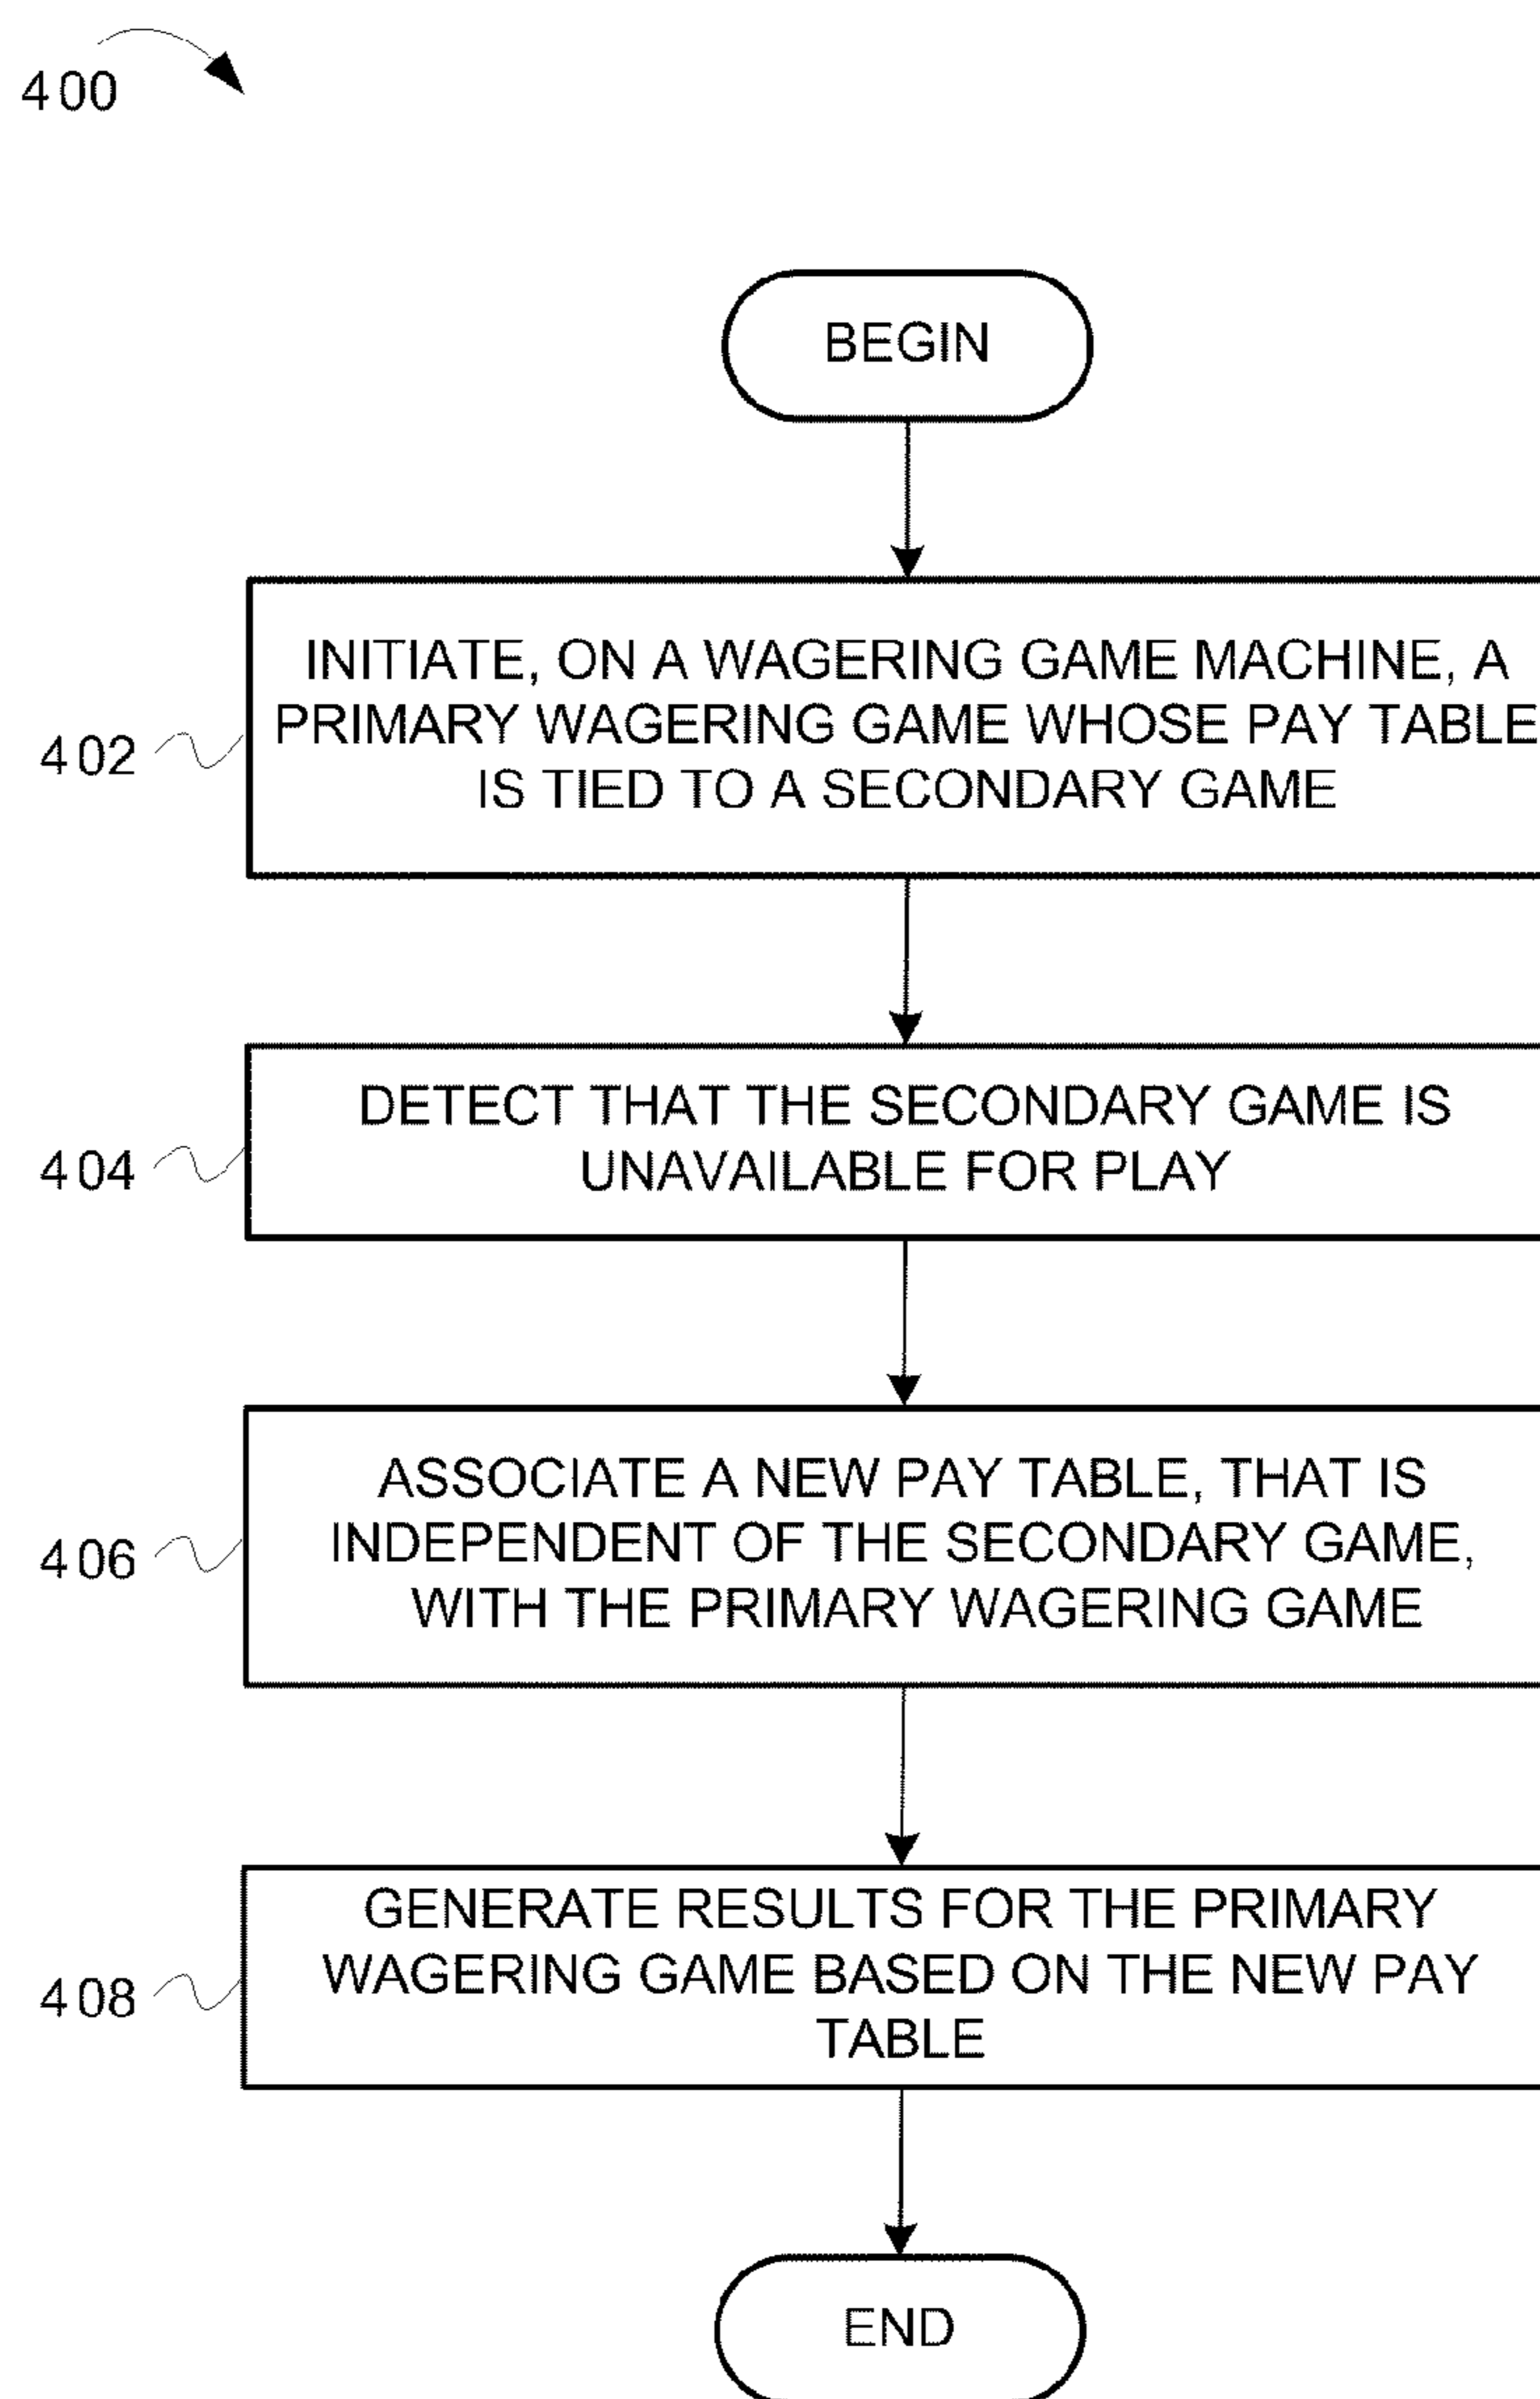 400
BEGIN
INITIATE, ON A WAGERING GAME MACHINE, A
PRIMARY WAGERING GAME WHOSE PAY TABLE
IS TIED TO A SECONDARY GAME
402
DETECT THAT THE SECONDARY GAME IS
UNAVAILABLE FOR PLAY
404
ASSOCIATE A NEW PAY TABLE, THAT IS
INDEPENDENT OF THE SECONDARY GAME,
WITH THE PRIMARY WAGERING GAME
406
GENERATE RESULTS FOR THE PRIMARY
WAGERING GAME BASED ON THE NEW PAY
TABLE
408
END